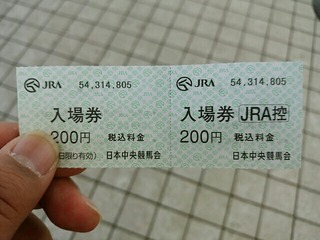 JRA 54,314,805
入場券
200円 税込料金
日限り有効) 日本中央競馬会
JRA 54,314,805
入場券 JRA控
200円 税込料金
日本中央競馬会